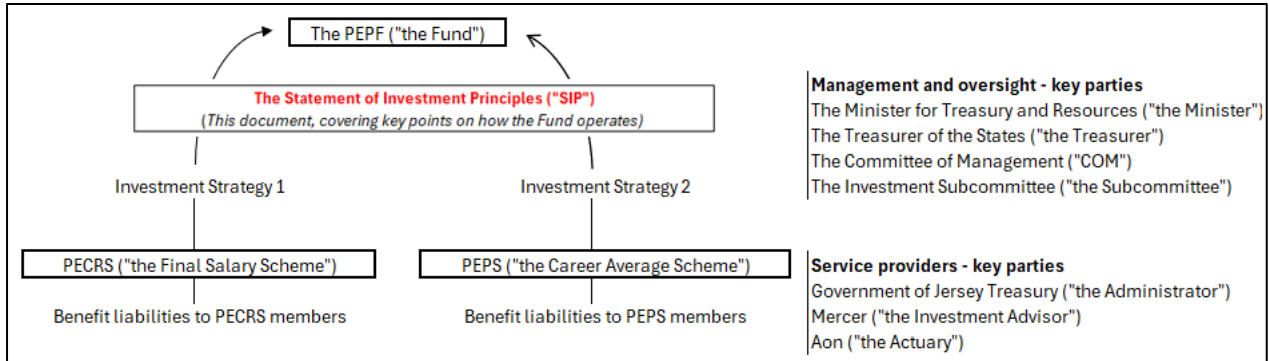 The PEPF ("the Fund")
The Statement of Investment Principles ("SIP")
(This document, covering key points on how the Fund operates)
Investment Strategy 1
Investment Strategy 2
PECRS ("the Final Salary Scheme")
PEPS ("the Career Average Scheme")
Benefit liabilities to PECRS members
Benefit liabilities to PEPS members
Management and oversight - key parties
The Minister for Treasury and Resources ("the Minister")
The Treasurer of the States ("the Treasurer")
The Committee of Management ("COM")
The Investment Subcommittee ("the Subcommittee")
Service providers - key parties
Government of Jersey Treasury ("the Administrator")
Mercer ("the Investment Advisor")
Aon ("the Actuary")